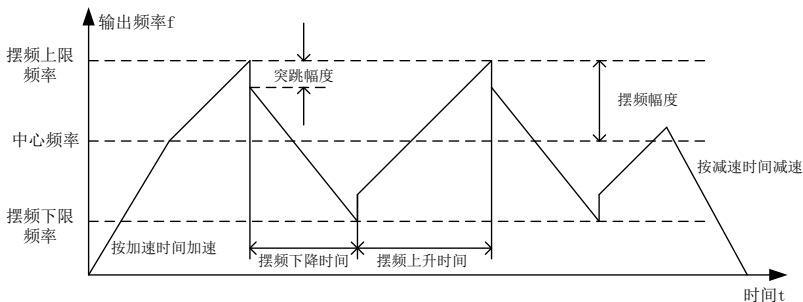 输出频率f
摆频上限
频率
突跳幅度
摆频幅度
中心频率
按减速时间减速
摆频下限
频率
按加速时间加速
摆频下降时间
摆频上升时间
时间t